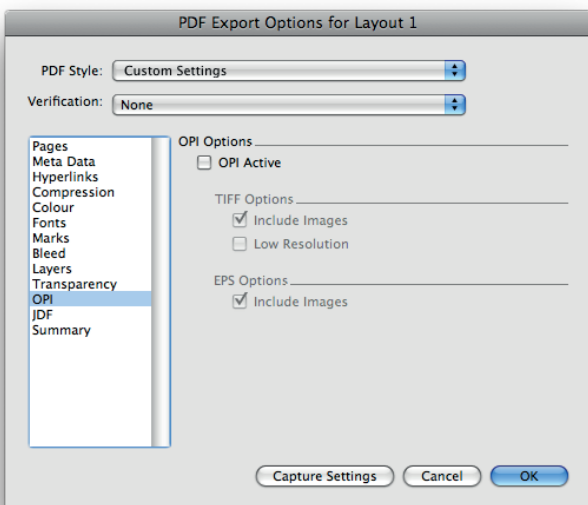 PDF Export Options for Layout 1
PDF Style: Custom Settings
Verification: None
Pages
Meta Data
Hyperlinks
Compression
Colour
Fonts
Marks
Bleed
Layers
Transparency
OPI
JDF
Summary
OPI Options
OPI Active
TIFF Options
Include Images
Low Resolution
EPS Options
Include Images
Capture Settings Cancel OK